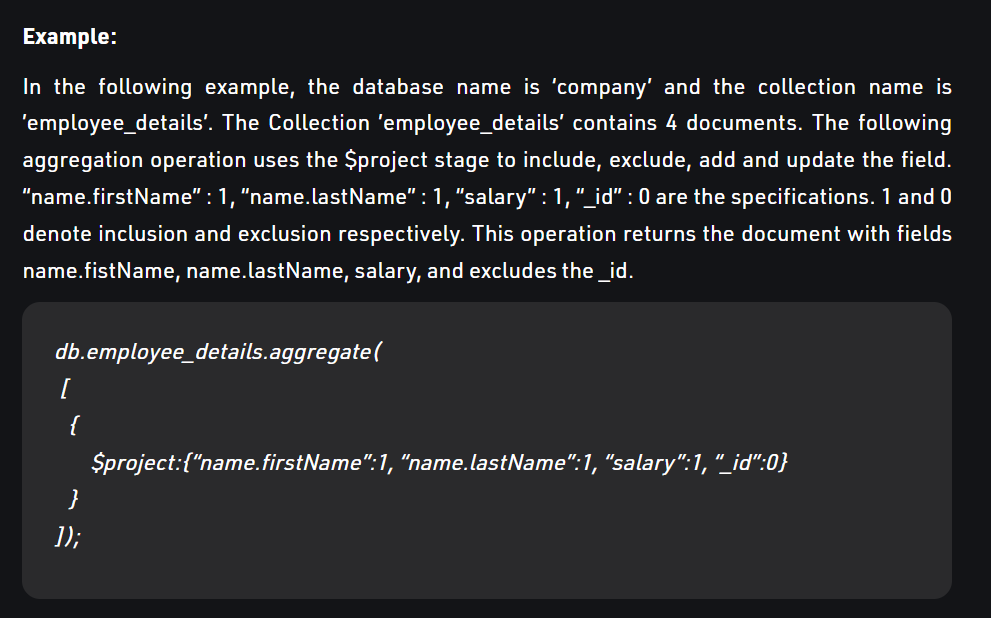 Example:
In the following example, the database name is ‘company’ and the collection name is
’employee_details’. The Collection ’employee_details’ contains 4 documents. The following
aggregation operation uses the $project stage to include, exclude, add and update the field.
“name.firstName” : 1, “name.lastName” : 1, “salary” : 1, “_id” : 0 are the specifications. 1 and 0
denote inclusion and exclusion respectively. This operation returns the document with fields
name.fistName, name.lastName, salary, and excludes the _id.
db.employee_details.aggregate(
[
{
$project:{“name.firstName”:1, “name.lastName”:1, “salary”:1, “_id”:0}
}
]);